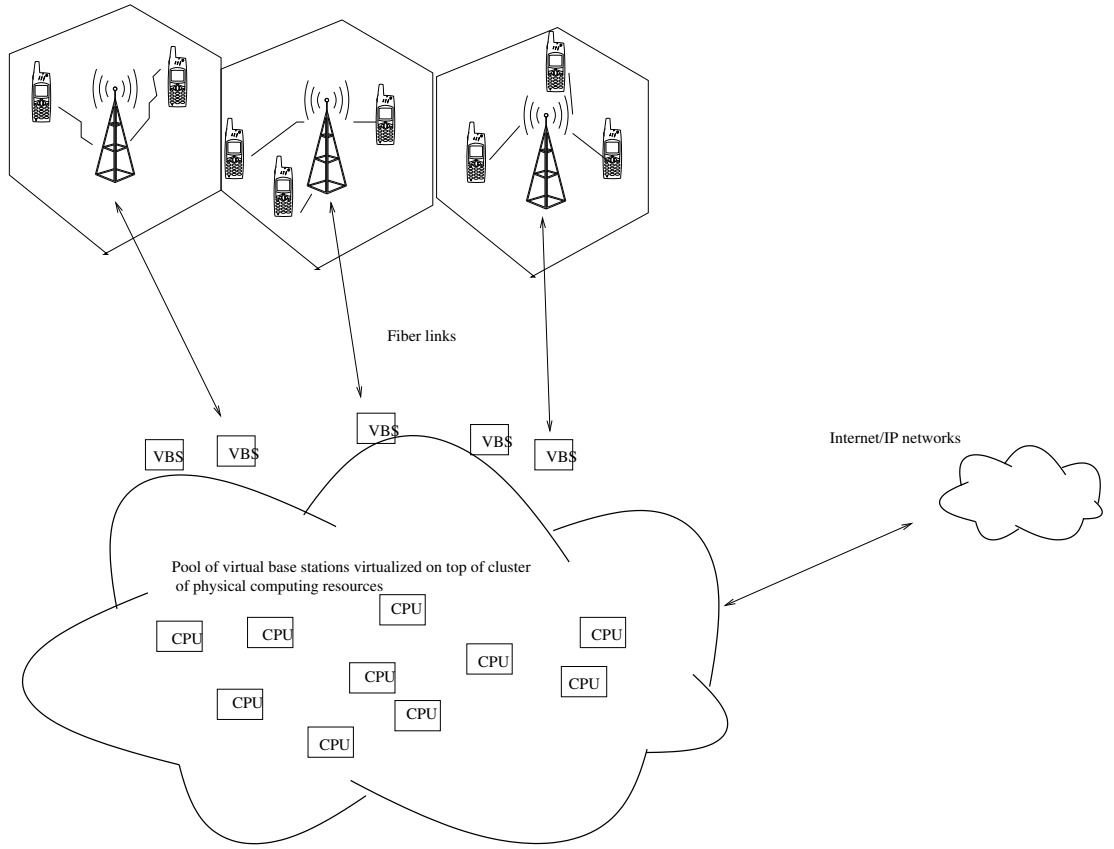 Fiber links
VBS
VBS
VBS
VBS
VBS
Internet/IP networks
Pool of virtual base stations virtualized on top of cluster
of physical computing resources
CPU
CPU
CPU
CPU
CPU
CPU
CPU
CPU
CPU
CPU